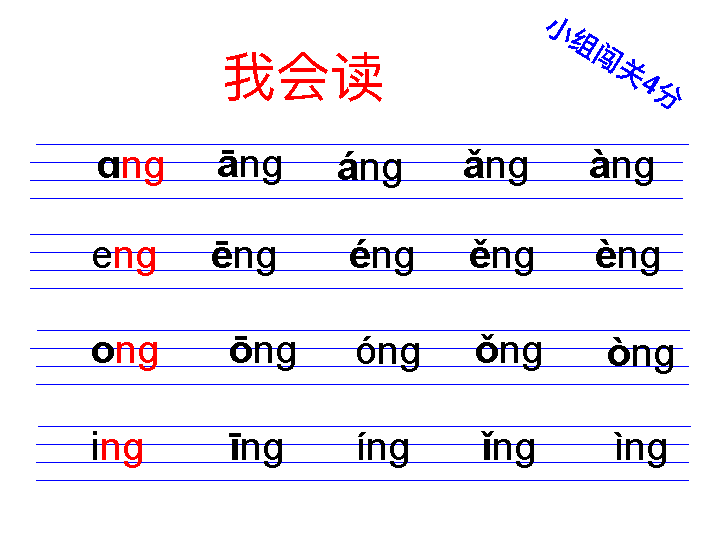 小组闯关4分
我会读
ɑng āng áng ǎng àng
eng ēng éng ěng èng
ong ōng óng ǒng òng
ing īng íng ǐng ìng